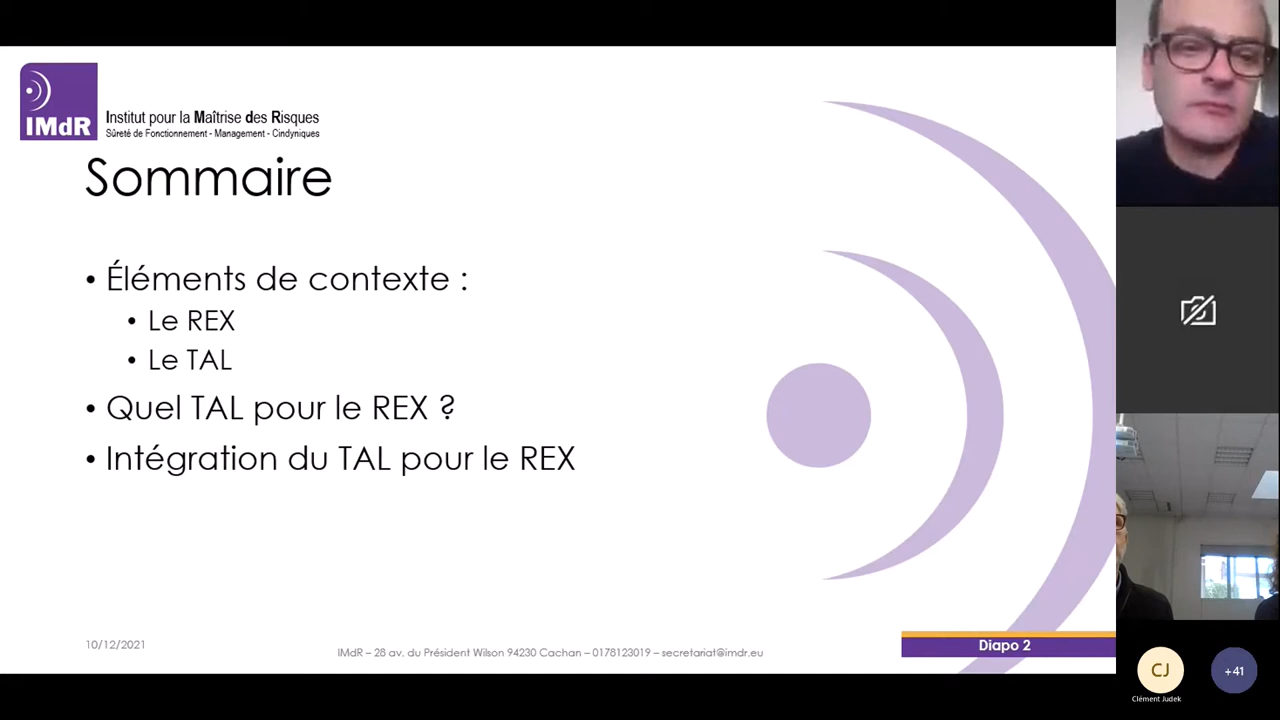 IMdR
Institut pour la Maîtrise des Risques
Sûreté de Fonctionnement - Management - Cindyniques
Sommaire
• Éléments de contexte :
• Le REX
• Le TAL
• Quel TAL pour le REX ?
• Intégration du TAL pour le REX
10/12/2021
IMdR – 28 av. du Président Wilson 94230 Cachan – 0178123019 – secretariat@imdr.eu
Diapo 2
CJ
Clément Judek
+41